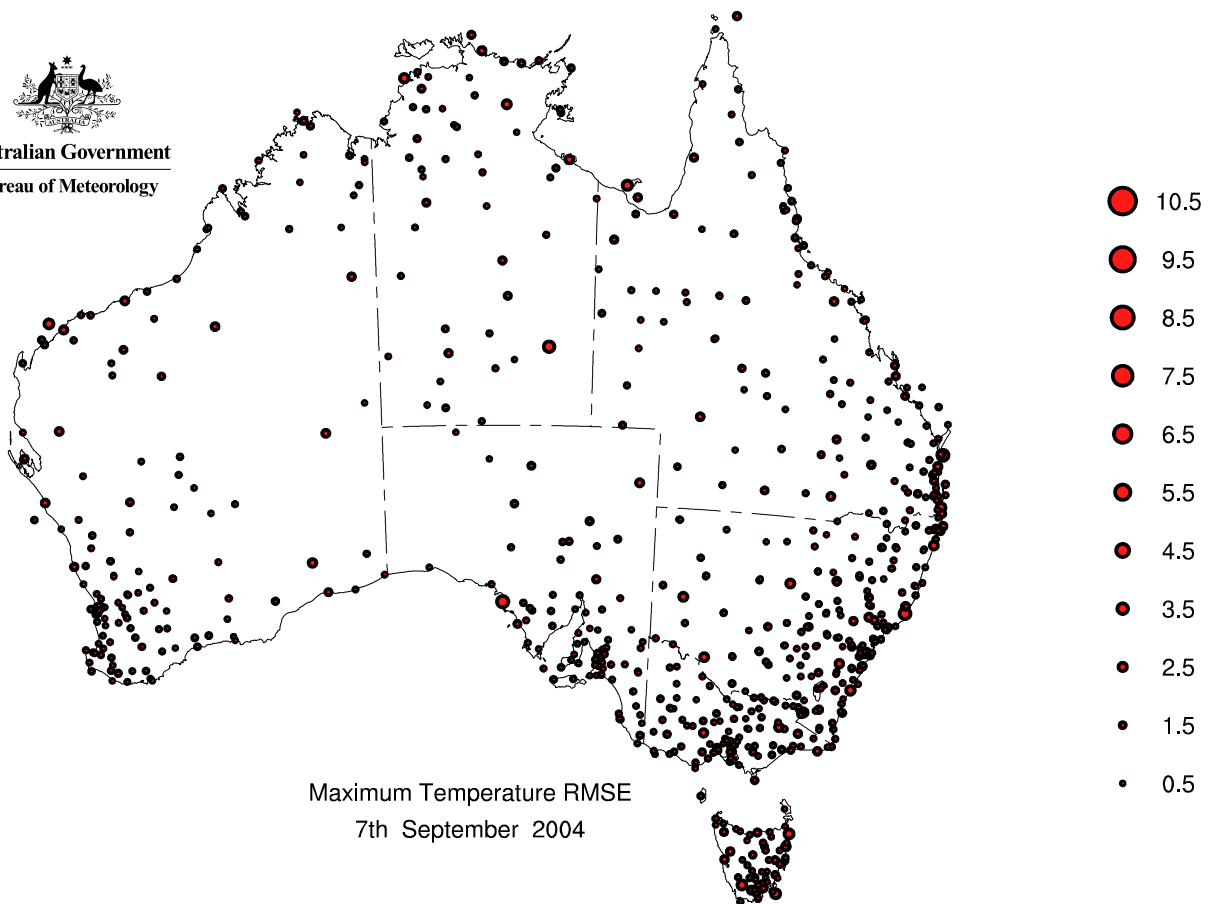 AUSTRALIA
tralian Government
reau of Meteorology
10.5
9.5
8.5
7.5
6.5
5.5
4.5
3.5
2.5
1.5
0.5
Maximum Temperature RMSE
7th September 2004